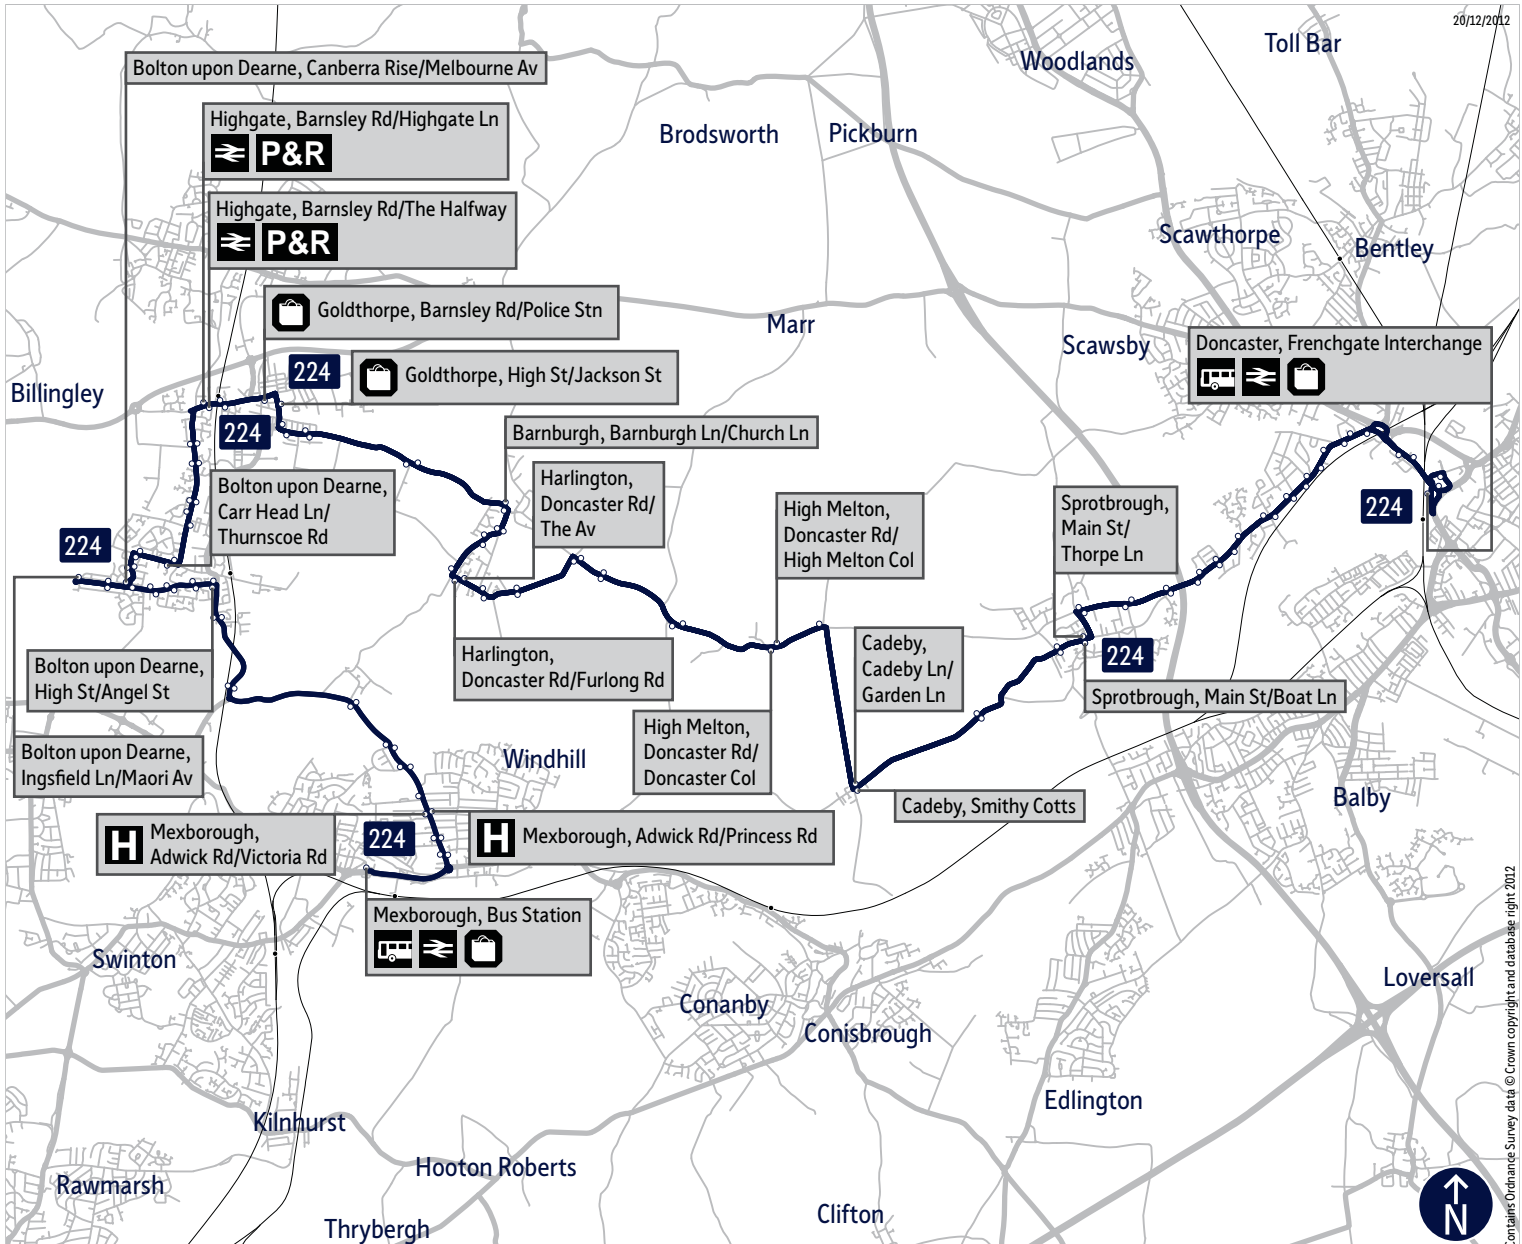 20/12/2012
Toll Bar
Woodlands
Bolton upon Dearne, Canberra Rise/Melbourne Av
Highgate, Barnsley Rd/Highgate Ln
P&R
Brodsworth
Pickburn
Highgate, Barnsley Rd/The Halfway
P&R
Scawthorpe
Bentley
Goldthorpe, Barnsley Rd/Police Stn
Marr
Scawsby
Doncaster, Frenchgate Interchange
224
Goldthorpe, High St/Jackson St
Billingley
224
Barnburgh, Barnburgh Ln/Church Ln
Bolton upon Dearne,
Carr Head Ln/
Thurnscoe Rd
Harlington,
Doncaster Rd/
The Av
High Melton,
Doncaster Rd/
High Melton Col
Sprotbrough,
Main St/
Thorpe Ln
224
224
Harlington,
Doncaster Rd/Furlong Rd
Cadeby,
Cadeby Ln/
Garden Ln
224
Bolton upon Dearne,
High St/Angel St
Sprotbrough, Main St/Boat Ln
High Melton,
Doncaster Rd/
Doncaster Col
Bolton upon Dearne,
Ingsfield Ln/Maori Av
Windhill
Cadeby, Smithy Cotts
Balby
H
Mexborough,
Adwick Rd/Victoria Rd
224
H
Mexborough, Adwick Rd/Princess Rd
Mexborough, Bus Station
Swinton
Conanby
Conisbrough
Loversall
Edlington
Kilnhurst
Hooton Roberts
Rawmarsh
Thrybergh
Clifton
N
Contains Ordnance Survey data © Crown copyright and database right 2012